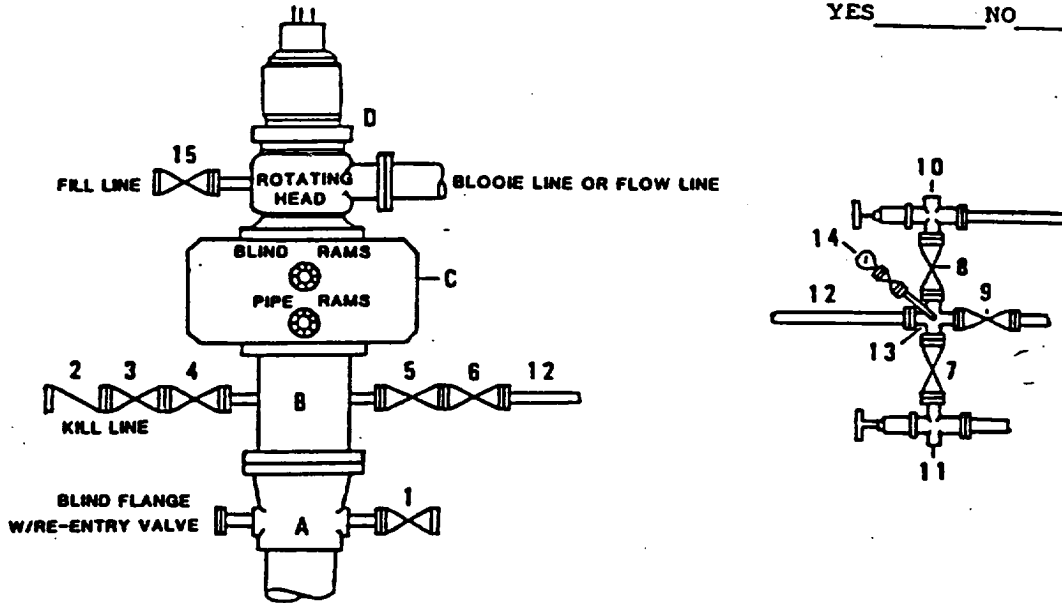 YES NO
D
15
FILL LINE
ROTATING
HEAD
BLOOIE LINE OR FLOW LINE
BLIND RAMS
PIPE RAMS
C
2 3 4
KILL LINE
B
5 6 12
BLIND FLANGE
W/RE-ENTRY VALVE
A
1
10
14
8
12
9
13
7
11